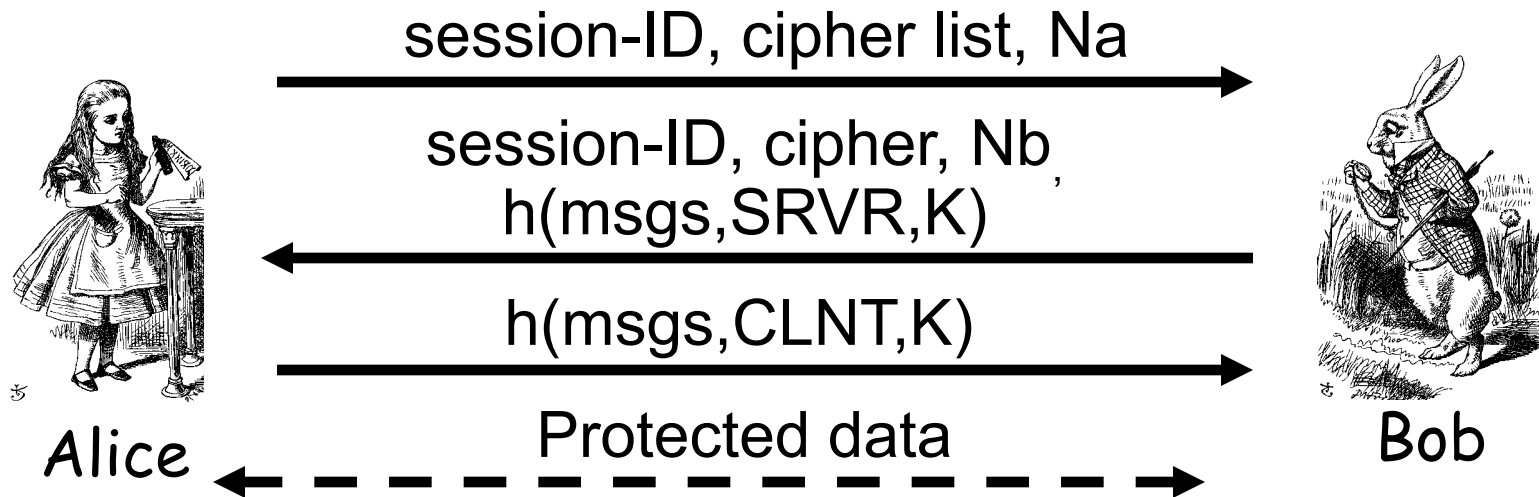 session-ID, cipher list, Na
session-ID, cipher, Nb,
h(msgs,SRVR,K)
h(msgs,CLNT,K)
Protected data
Alice
Bob